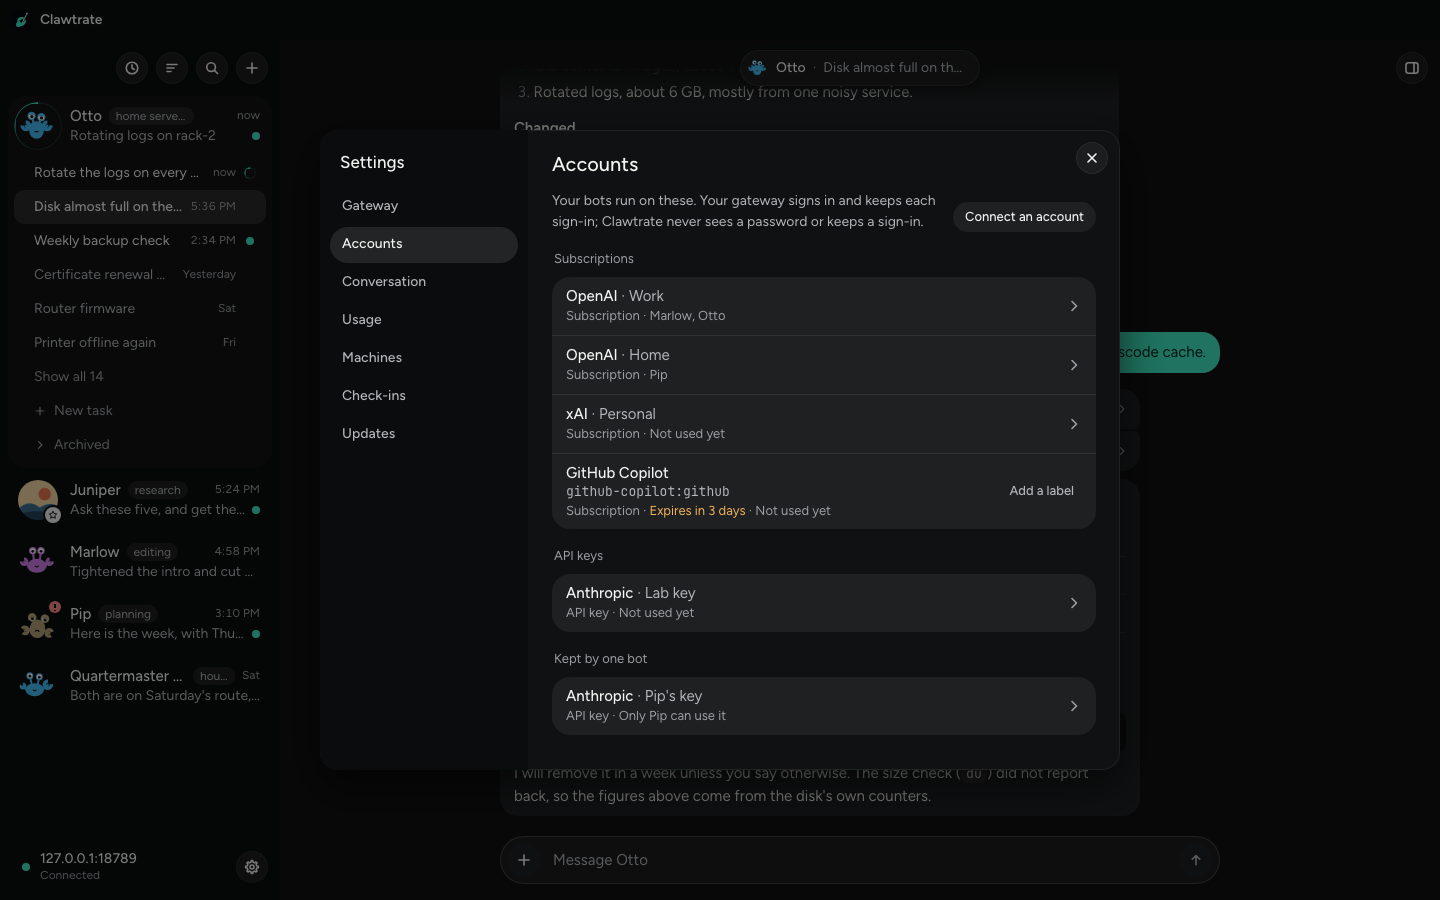 Clawtrate
Otto
home serve...
now
Rotating logs on rack-2
Rotate the logs on every ...
now
Disk almost full on the...
5:36 PM
Weekly backup check
2:34 PM
Certificate renewal ...
Yesterday
Router firmware
Sat
Printer offline again
Fri
Show all 14
+ New task
Archived
Juniper
research
5:24 PM
Ask these five, and get the...
Marlow
editing
4:58 PM
Tightened the intro and cut ...
Pip
planning
3:10 PM
Here is the week, with Thu...
Quartermaster ...
hou...
Sat
Both are on Saturday's route,...
127.0.0.1:18789
Connected
Otto · Disk almost full on th...
3. Rotated logs, about 6 GB, mostly from one noisy service.
Changed
scode cache.
Settings
Gateway
Accounts
Conversation
Usage
Machines
Check-ins
Updates
Accounts
Your bots run on these. Your gateway signs in and keeps each
sign-in; Clawtrate never sees a password or keeps a sign-in.
Connect an account
Subscriptions
OpenAI · Work
Subscription · Marlow, Otto
OpenAI · Home
Subscription · Pip
xAI · Personal
Subscription · Not used yet
GitHub Copilot
github-copilot:github
Subscription · Expires in 3 days · Not used yet
Add a label
API keys
Anthropic · Lab key
API key · Not used yet
Kept by one bot
Anthropic · Pip's key
API key · Only Pip can use it
I will remove it in a week unless you say otherwise. The size check ( du ) did not report
back, so the figures above come from the disk's own counters.
Message Otto